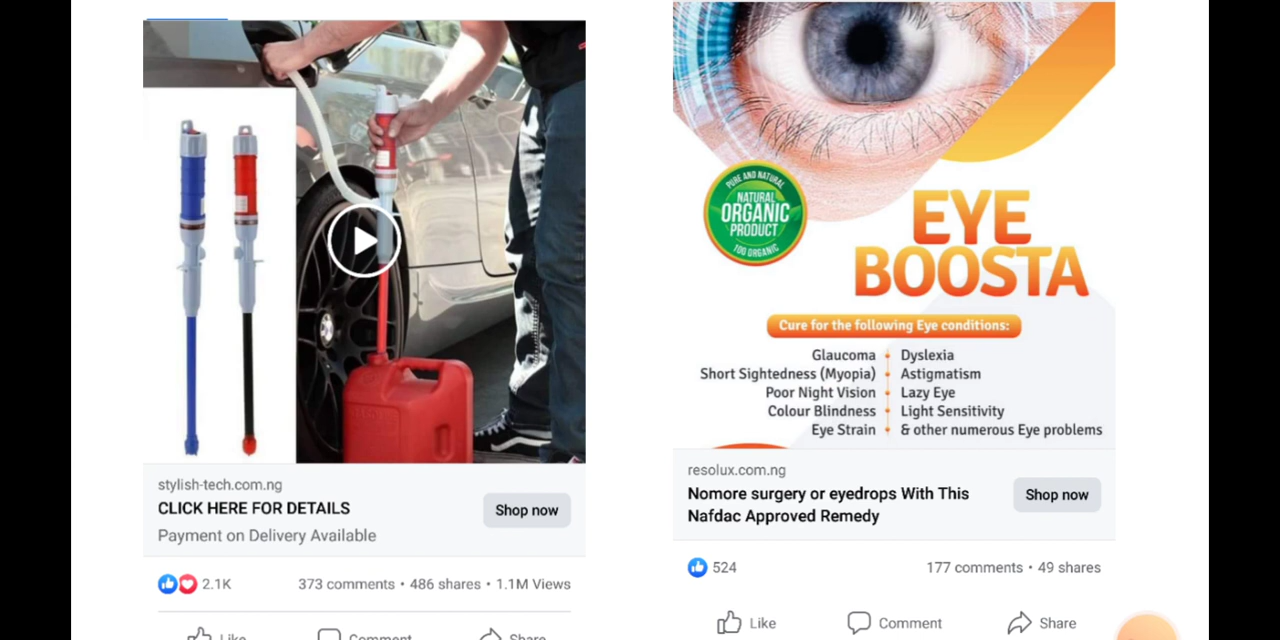 stylish-tech.com.ng
CLICK HERE FOR DETAILS
Payment on Delivery Available
Shop now
2.1K
373 comments • 486 shares • 1.1M Views
Like
Comment
Share
PURE AND NATURAL
NATURAL
ORGANIC
PRODUCT
100 ORGANIC
EYE
BOOSTA
Cure for the following Eye conditions:
Glaucoma • Dyslexia
Short Sightedness (Myopia) • Astigmatism
Poor Night Vision • Lazy Eye
Colour Blindness • Light Sensitivity
Eye Strain • & other numerous Eye problems
resolux.com.ng
Nomore surgery or eyedrops With This
Nafdac Approved Remedy
Shop now
524
177 comments • 49 shares
Like
Comment
Share